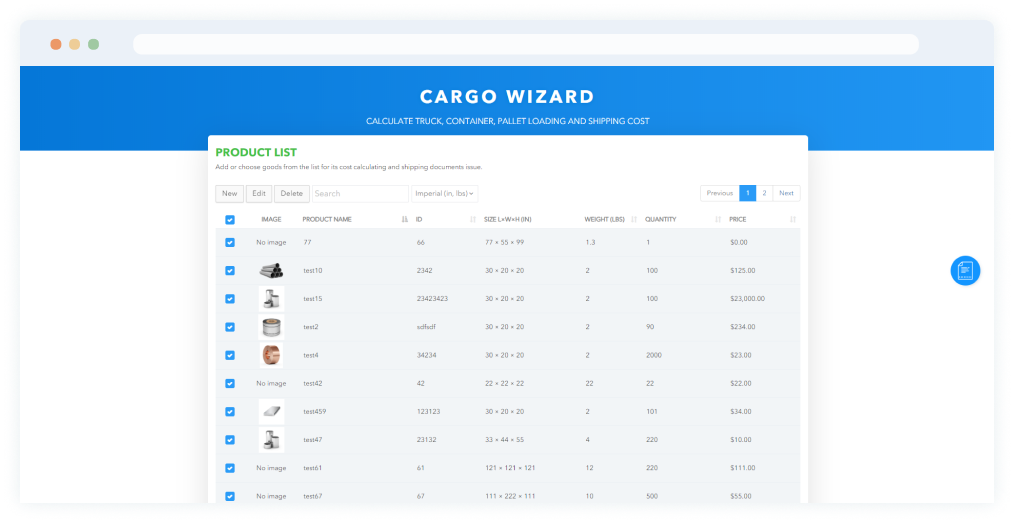 CARGO WIZARD
CALCULATE TRUCK, CONTAINER, PALLET LOADING AND SHIPPING COST
PRODUCT LIST
Add or choose goods from the list for its cost calculating and shipping documents issue.
New Edit Delete Search Imperial (in, lbs) Previous 1 2 Next
IMAGE PRODUCT NAME ID SIZE L×W×H (IN) WEIGHT (LBS) QUANTITY PRICE
No image 77 66 77 × 55 × 99 1.3 1 $0.00
test10 2342 30 × 20 × 20 2 100 $125.00
test15 23423423 30 × 20 × 20 2 100 $23,000.00
test2 sdfsdf 30 × 20 × 20 2 90 $234.00
test4 34234 30 × 20 × 20 2 2000 $23.00
No image test42 42 22 × 22 × 22 22 22 $22.00
test459 123123 30 × 20 × 20 2 101 $34.00
test47 23132 33 × 44 × 55 4 220 $10.00
No image test61 61 121 × 121 × 121 12 220 $111.00
No image test67 67 111 × 222 × 111 10 500 $55.00